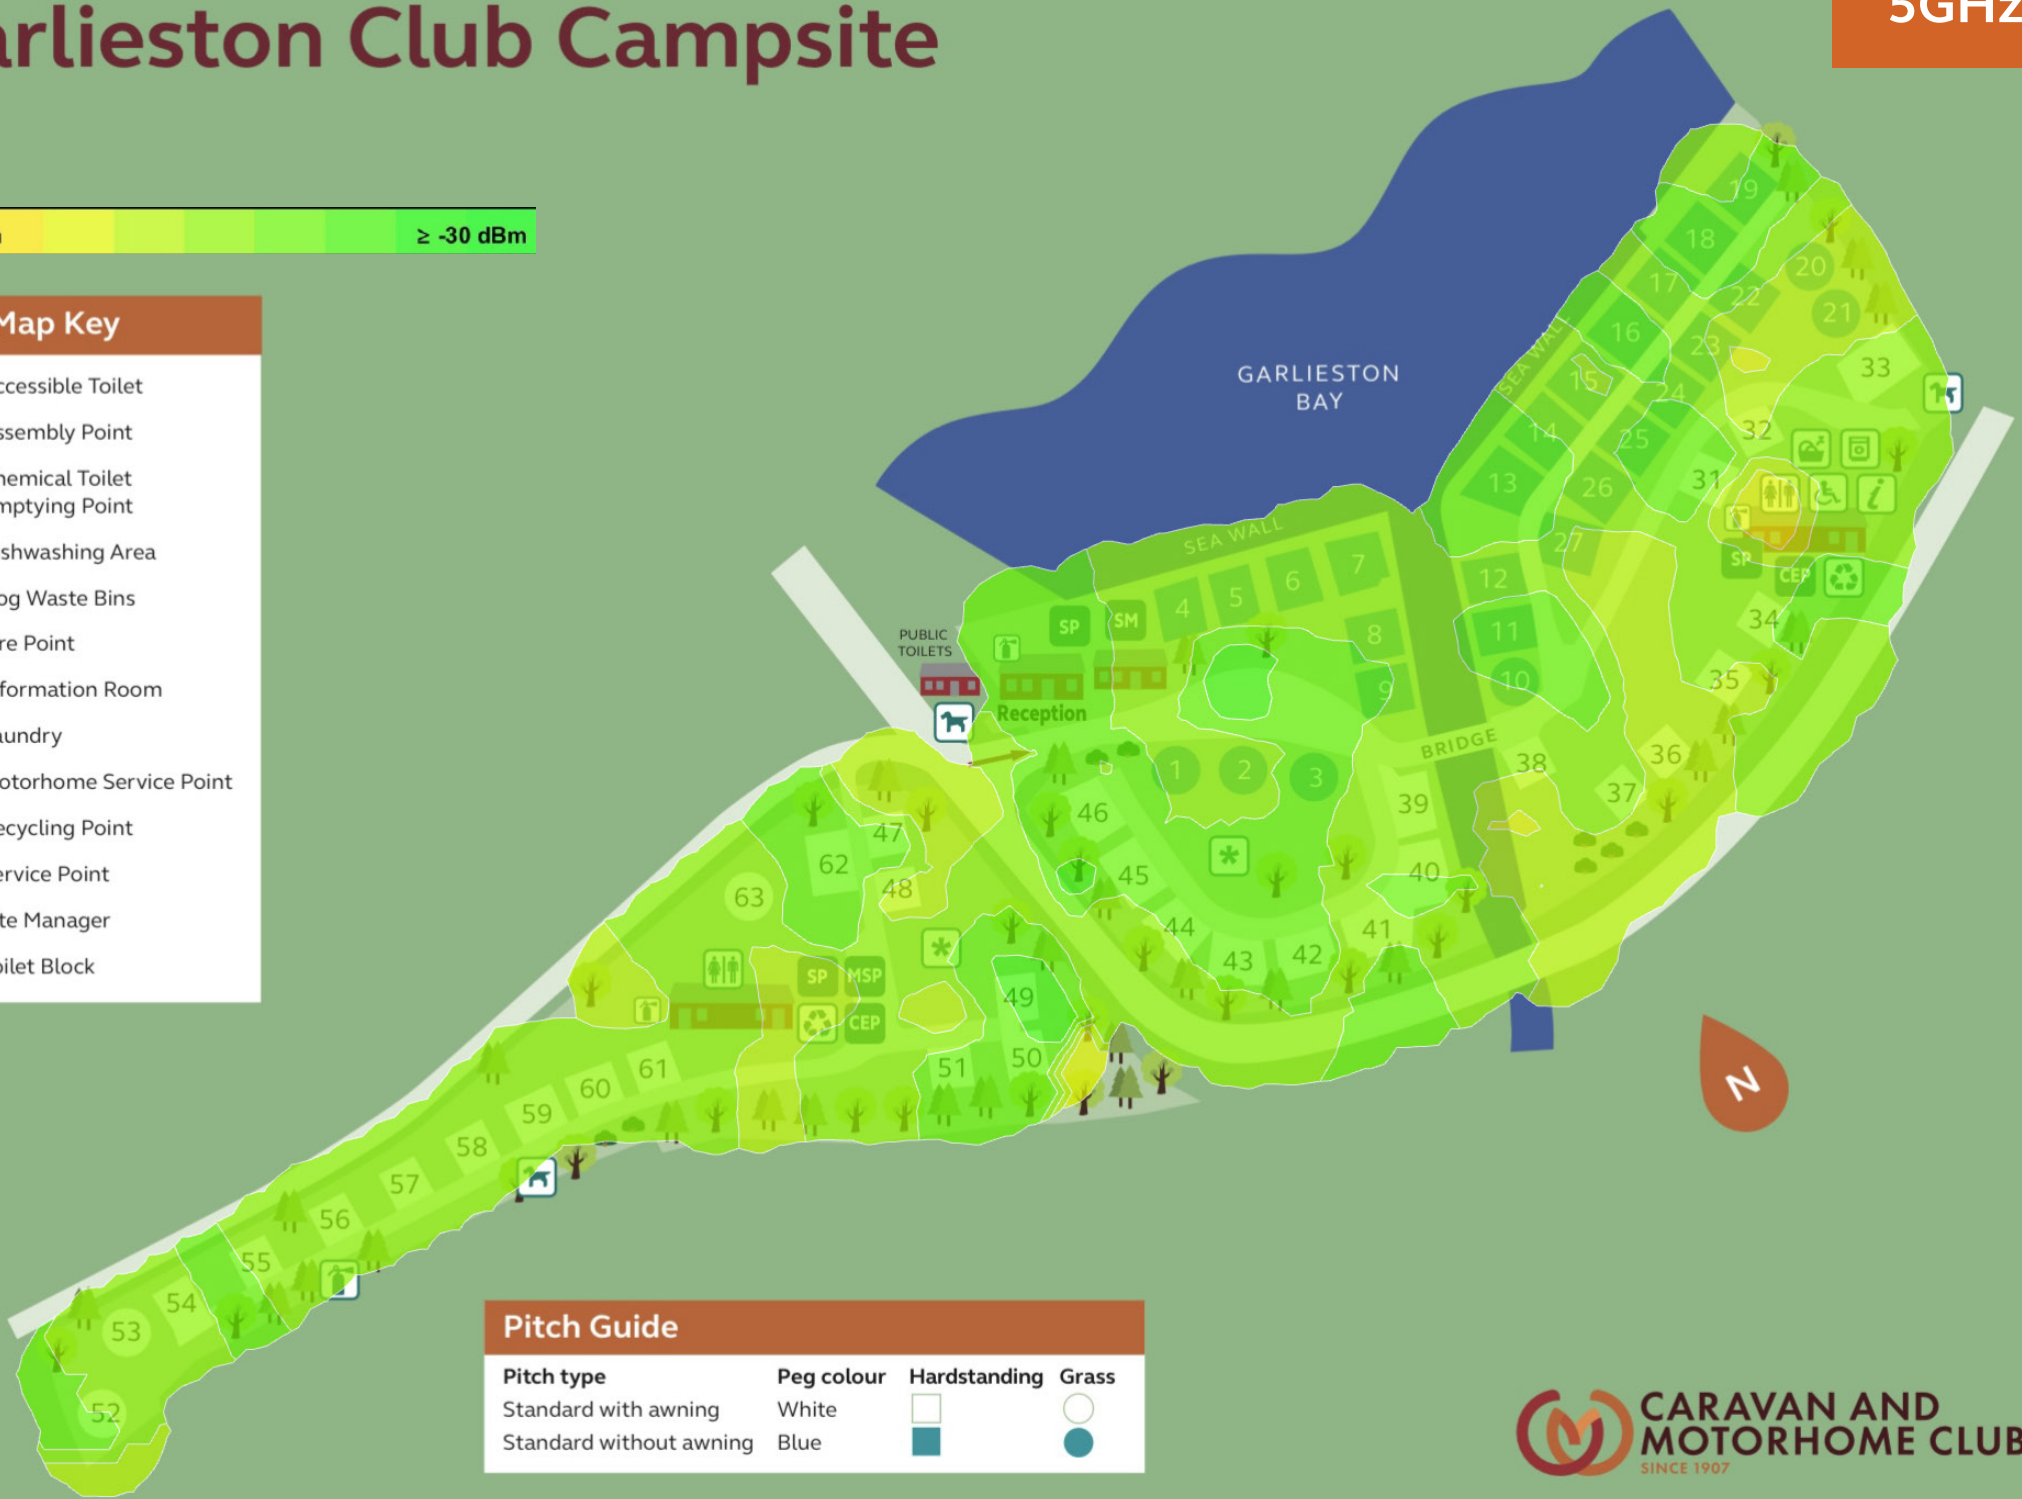 arlieston Club Campsite
5GHz
≥ -30 dBm
Map Key
ccessible Toilet
ssembly Point
hemical Toilet
mptying Point
shwashing Area
og Waste Bins
re Point
formation Room
aundry
otorhome Service Point
ecycling Point
ervice Point
te Manager
oilet Block
GARLIESTON
BAY
SEA WALL
19
18
17
16
15
14
13
20
21
22
23
24
25
26
27
33
32
31
SP
CEP
34
35
36
37
38
12
11
10
BRIDGE
SEA WALL
PUBLIC
TOILETS
SP
SM
4
5
6
7
8
9
Reception
1
2
3
39
40
41
42
43
44
45
46
47
62
48
63
SP
MSP
CEP
49
50
51
61
60
59
58
57
56
55
54
53
52
N
Pitch Guide
Pitch type Peg colour Hardstanding Grass
Standard with awning White
Standard without awning Blue
CARAVAN AND
MOTORHOME CLUB
SINCE 1907